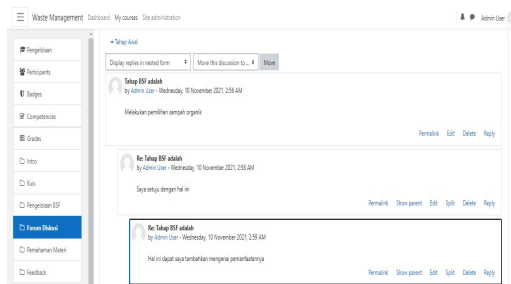 Waste Management Dashboard My courses Site administration Admin User
Pengelolaan
Participants
Badges
Competencies
Grades
Intro
Kuis
Pengelolaan BSF
Forum Diskusi
Pemahaman Materi
Feedback
Tahap Awal
Display replies in nested form Move this discussion to ... Move
Tahap BSF adalah
by Admin User - Wednesday, 10 November 2021, 2:56 AM
Melakukan pemilihan sampah organik
Permalink Edit Delete Reply
Re: Tahap BSF adalah
by Admin User - Wednesday, 10 November 2021, 2:58 AM
Saya setuju dengan hal ini
Permalink Show parent Edit Split Delete Reply
Re: Tahap BSF adalah
by Admin User - Wednesday, 10 November 2021, 2:59 AM
Hal ini dapat saya tambahkan mengenai pemanfaatannya
Permalink Show parent Edit Split Delete Reply